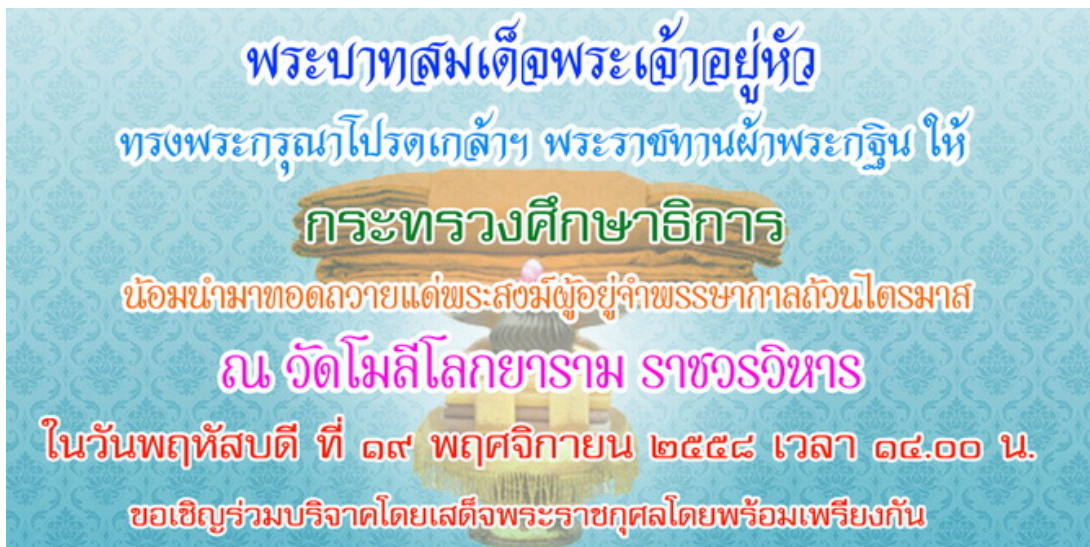 พระบาทสมเด็จพระเจ้าอยู่หัว
ทรงพระกรุณาโปรดเกล้าฯ พระราชทานผ้าพระกฐิน ให้
กระทรวงศึกษาธิการ
น้อมนำมาทอดถวายแด่พระสงฆ์ผู้อยู่จำพรรษากาลถ้วนไตรมาส
ณ วัดโมลีโลกยาราม ราชวรวิหาร
ในวันพฤหัสบดี ที่ ๑๙ พฤศจิกายน ๒๕๕๘ เวลา ๑๔.๐๐ น.
ขอเชิญร่วมบริจาคโดยเสด็จพระราชกุศลโดยพร้อมเพรียงกัน